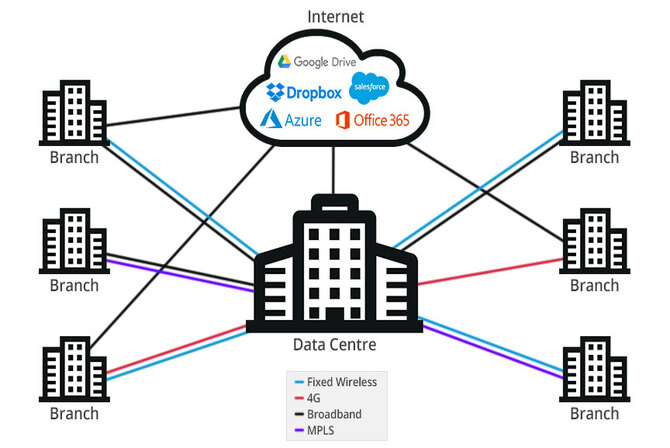 Internet
Google Drive
salesforce
Dropbox
Azure
Office 365
Branch
Branch
Branch
Branch
Branch
Branch
Data Centre
Fixed Wireless
4G
Broadband
MPLS